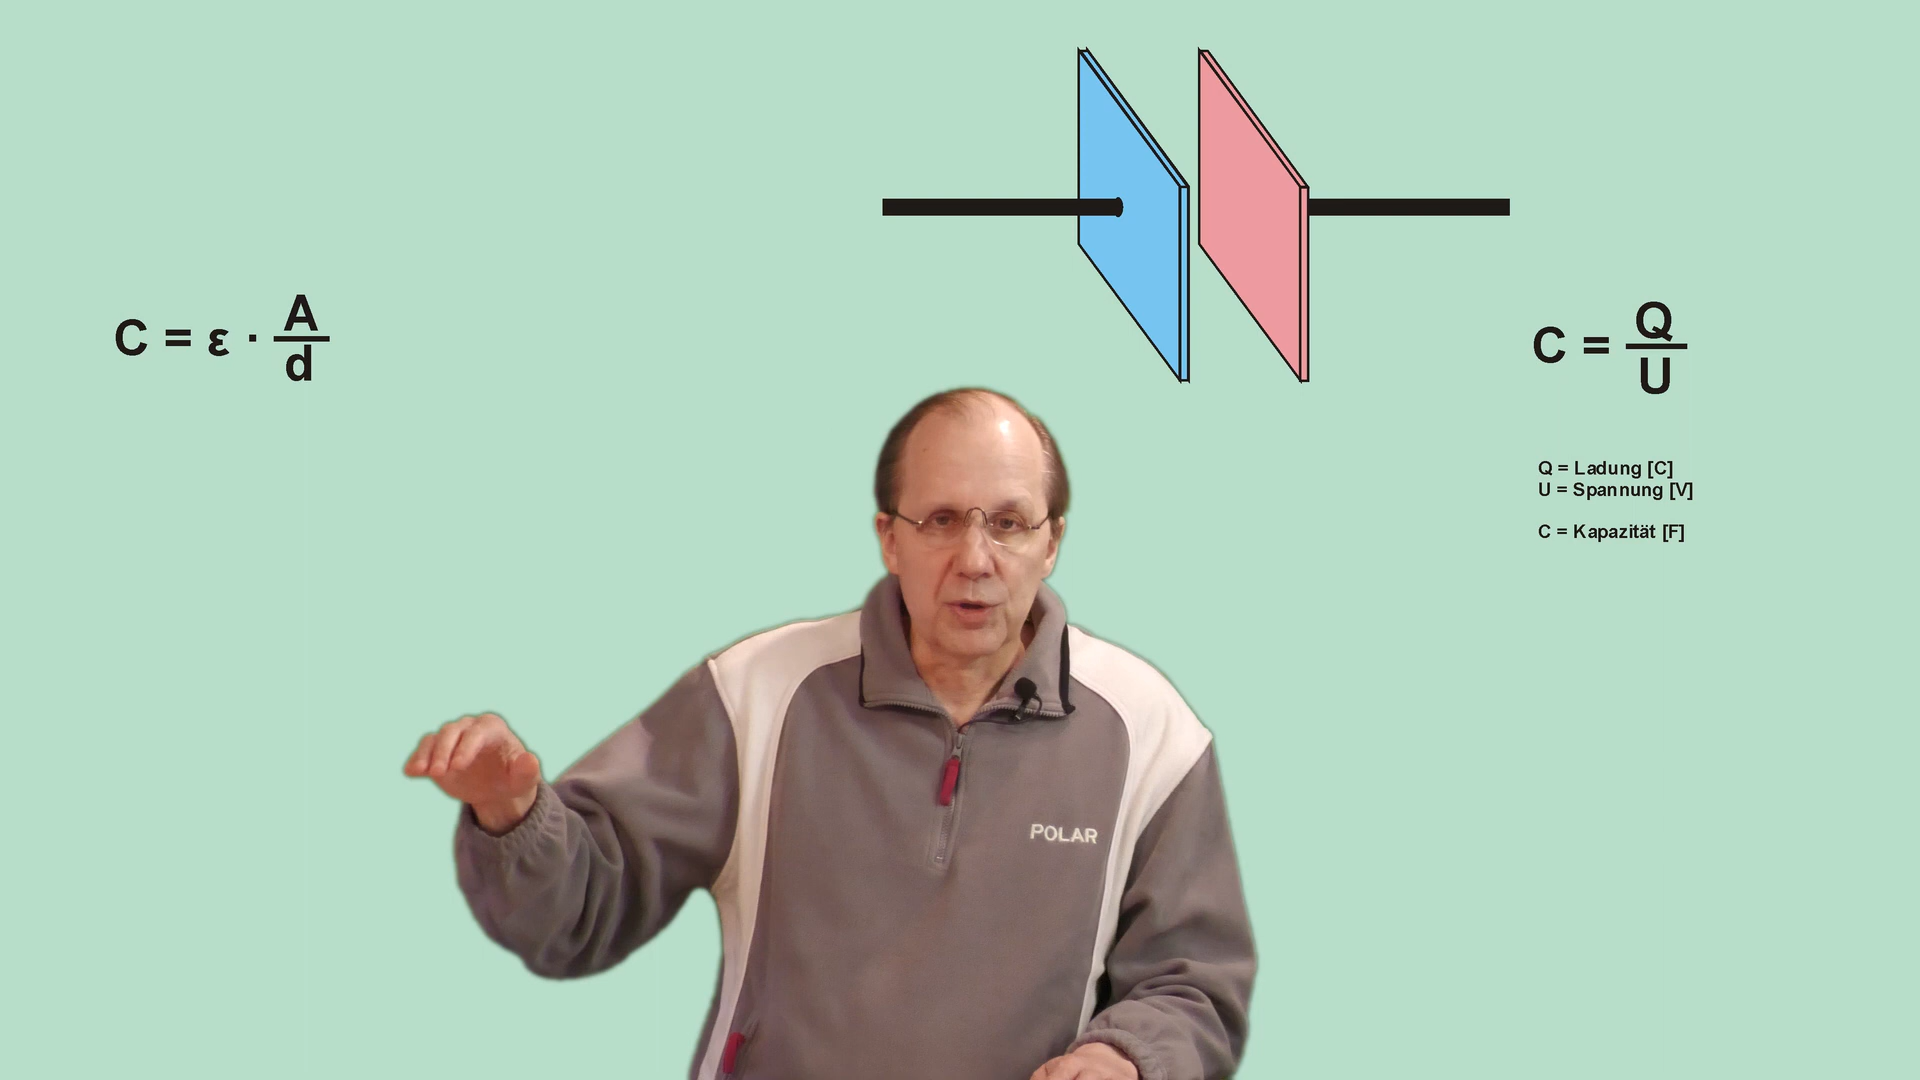 C = ε · A/d
C = Q/U
Q = Ladung [C]
U = Spannung [V]
C = Kapazität [F]
POLAR